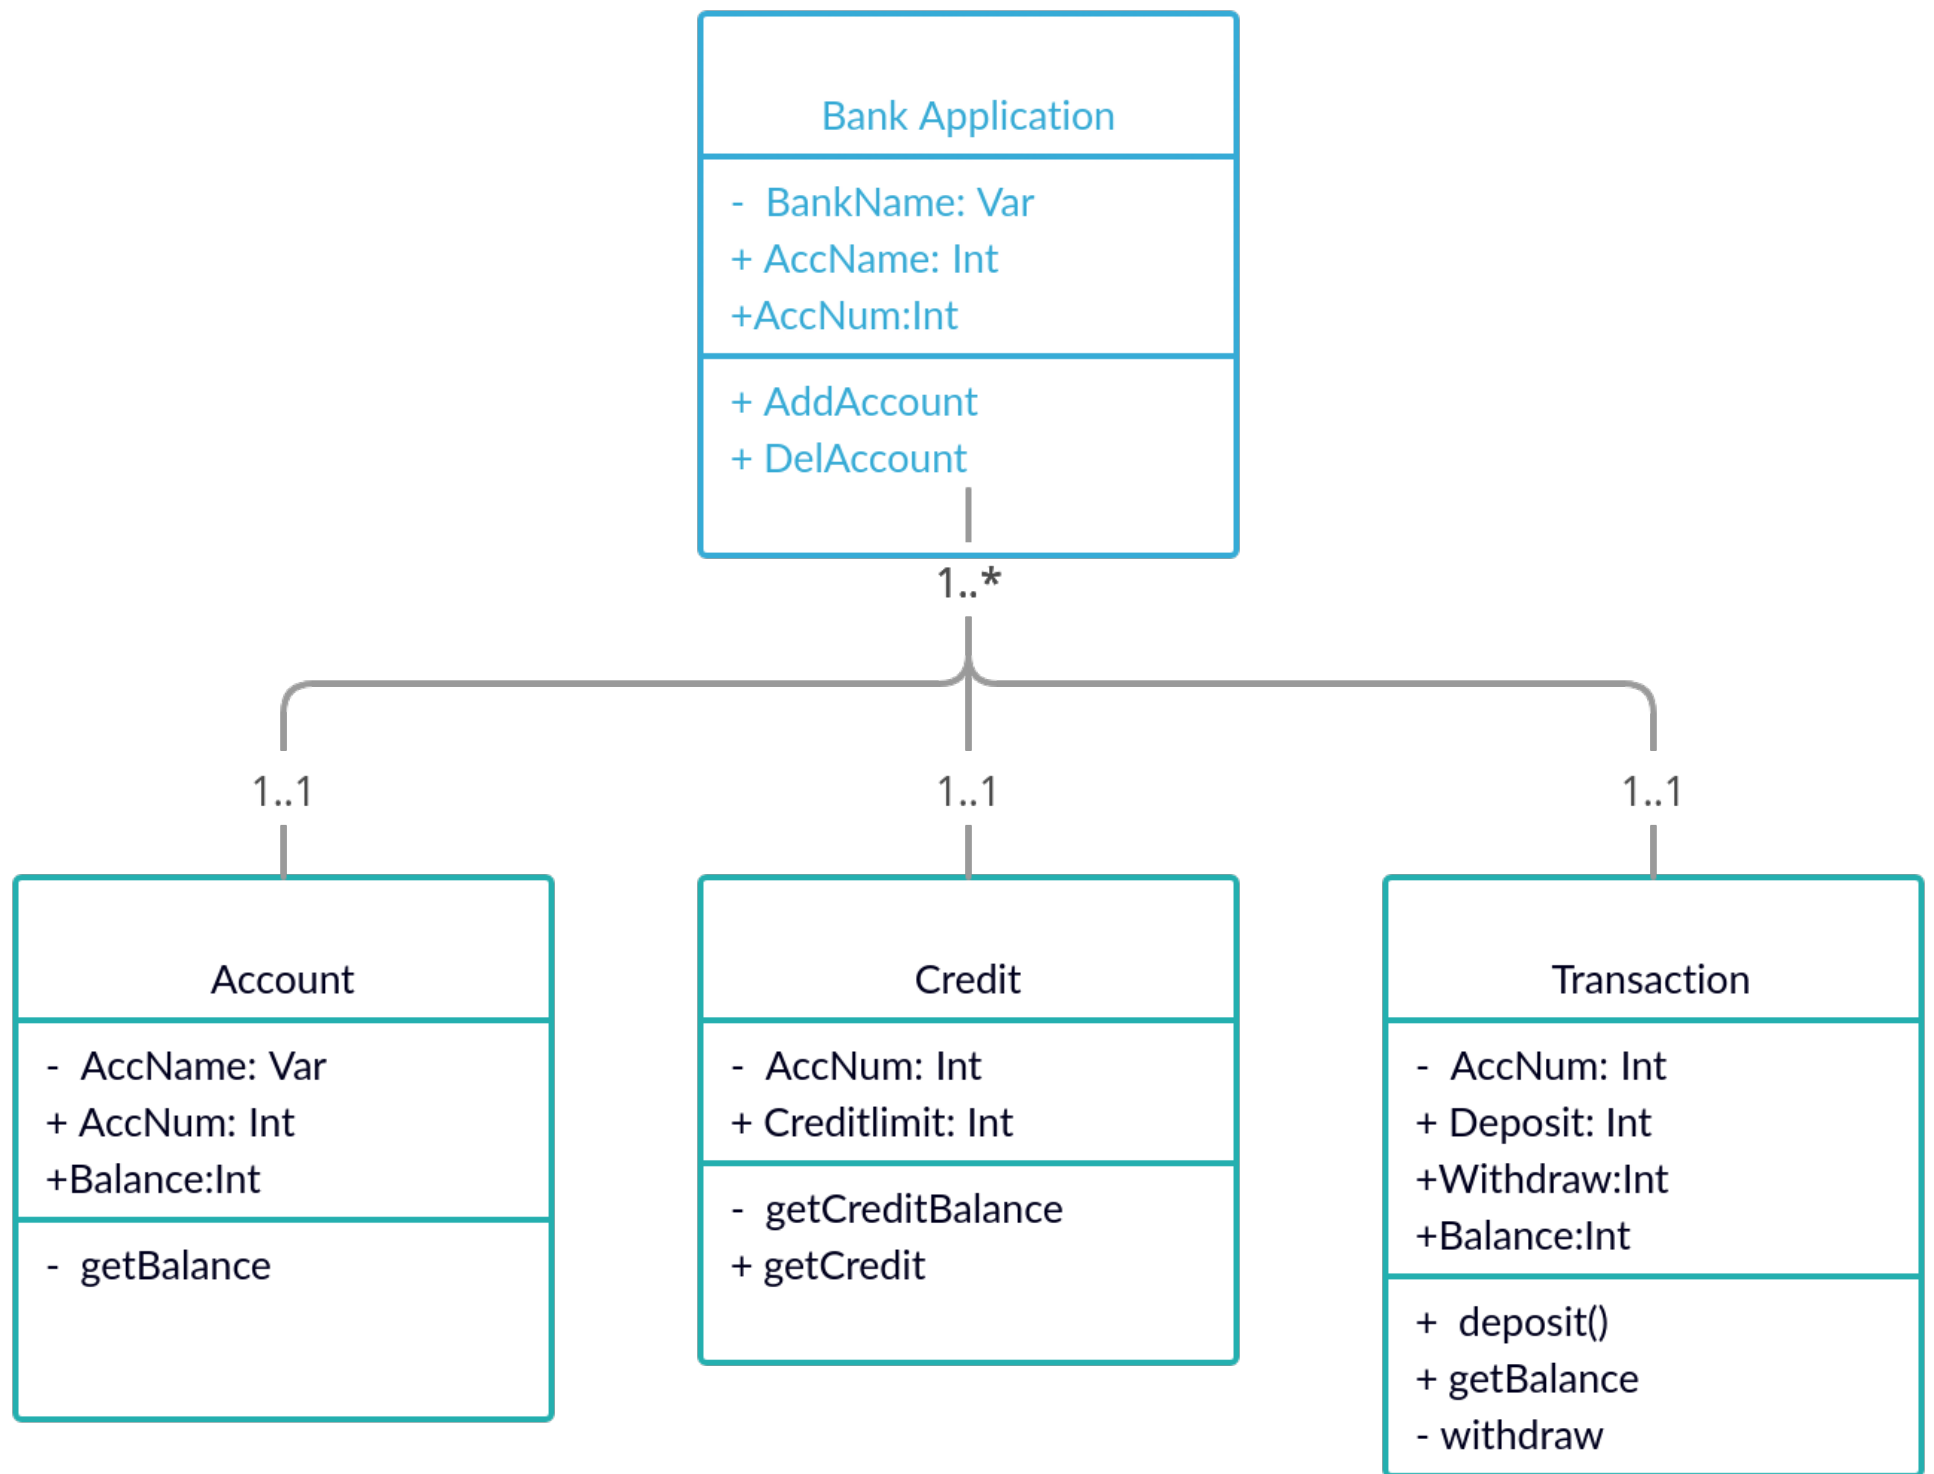 Bank Application
- BankName: Var
+ AccName: Int
+AccNum:Int
+ AddAccount
+ DelAccount
1..*
1..1
1..1
1..1
Account
- AccName: Var
+ AccNum: Int
+Balance:Int
- getBalance
Credit
- AccNum: Int
+ Creditlimit: Int
- getCreditBalance
+ getCredit
Transaction
- AccNum: Int
+ Deposit: Int
+Withdraw:Int
+Balance:Int
+ deposit()
+ getBalance
- withdraw